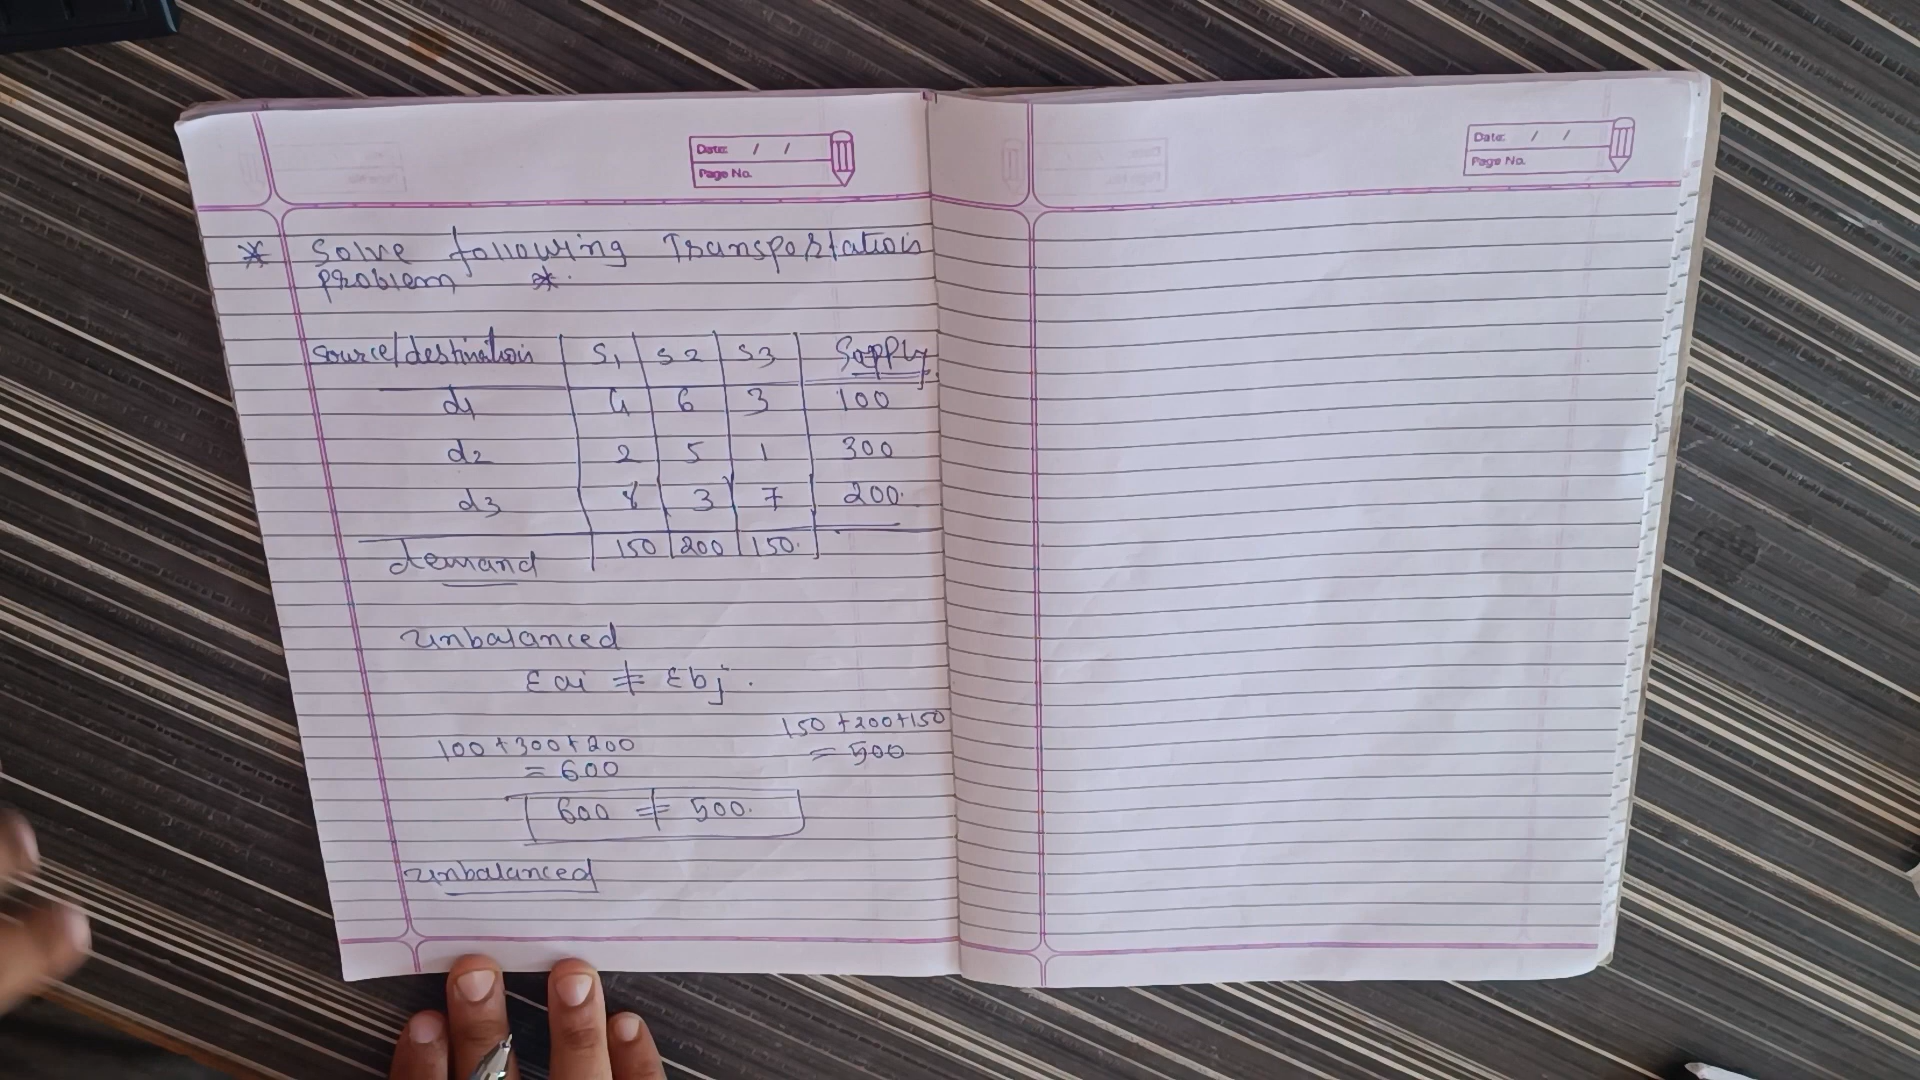 Date: / /
Page No.
Date: / /
Page No.
* Solve following Transportation
problem *.
Source/destination S1 S2 S3 Supply
d1 4 6 3 100
d2 2 5 1 300
d3 8 3 7 200.
demand 150 200 150.
unbalanced
Σai ≠ Σbj.
100+300+200
= 600
150+200+150
= 500
600 ≠ 500.
unbalanced